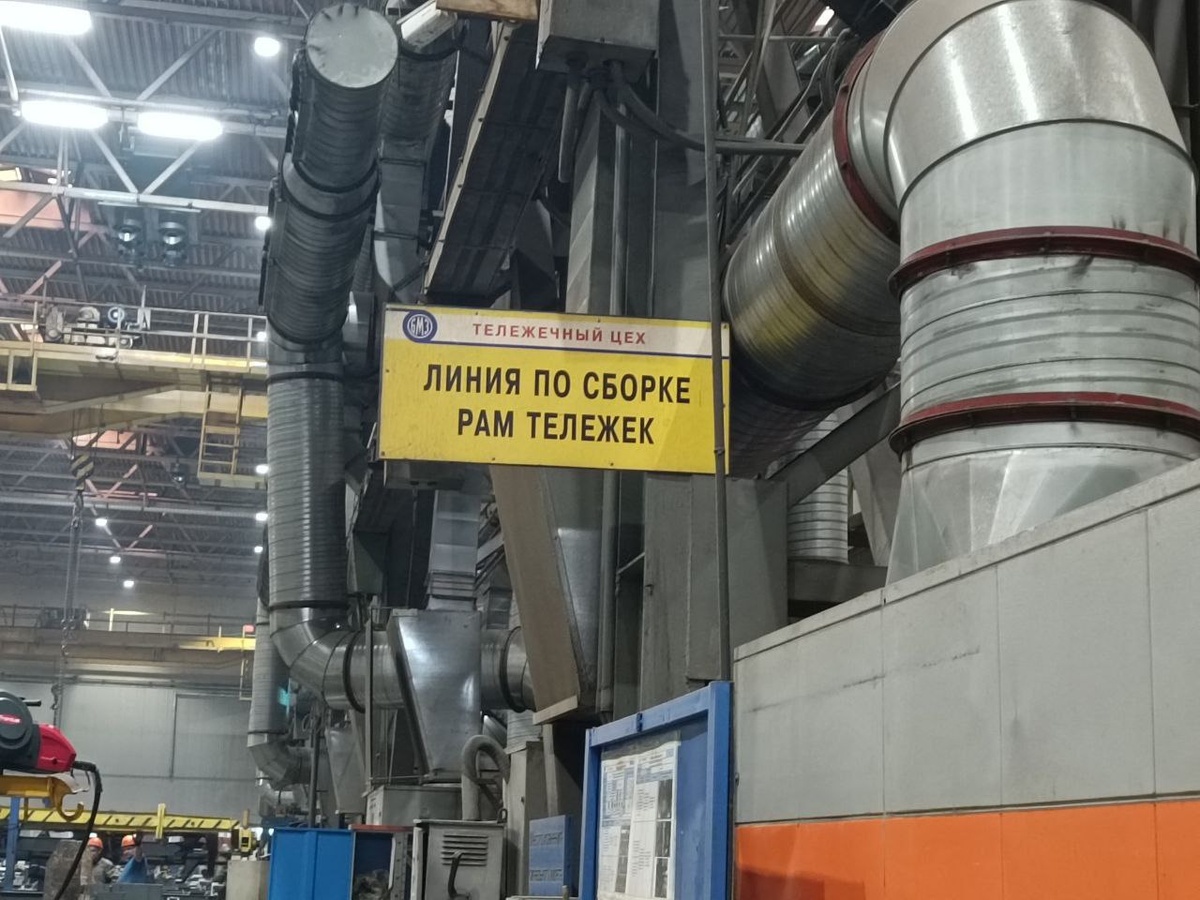 БМЗ
ТЕЛЕЖЕЧНЫЙ ЦЕХ
ЛИНИЯ ПО СБОРКЕ
РАМ ТЕЛЕЖЕК